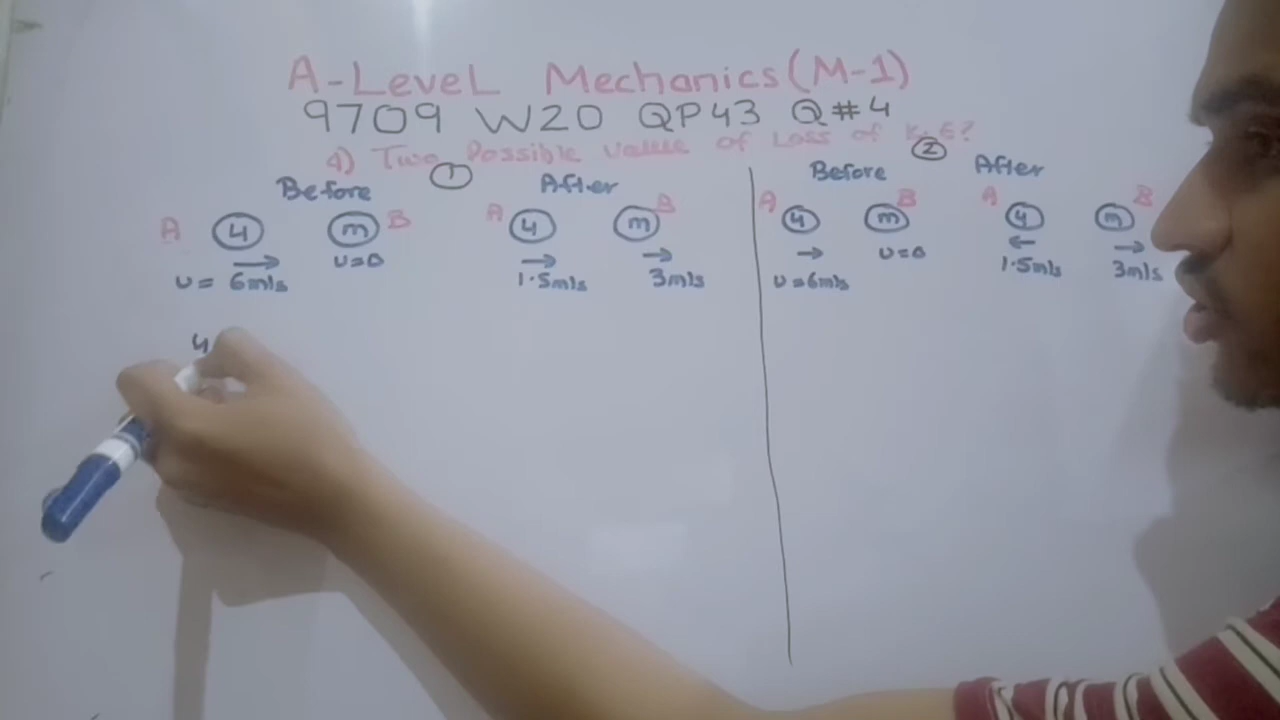 A-Level Mechanics (M-1)
9709 W20 QP43 Q#4
4) Two Possible value of Loss of K.E?
1
Before After
A 4 m B A 4 m B
u = 6m/s u=0 1.5m/s 3m/s
4
2
Before After
A 4 m B A 4 m B
u=6m/s u=0 1.5m/s 3m/s